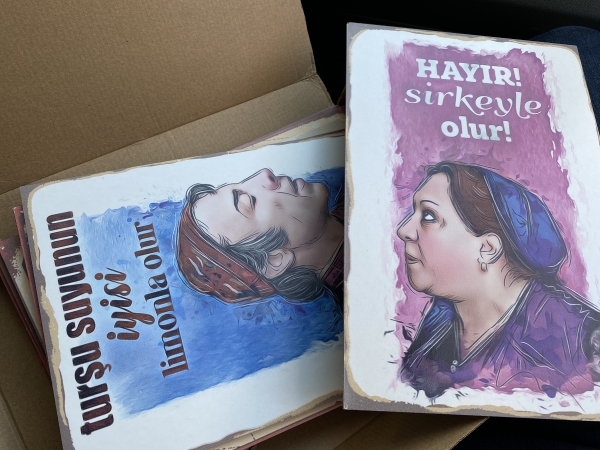 turşu suyunun
iyisi
limonla olur
HAYIR!
sirkeyle
olur!